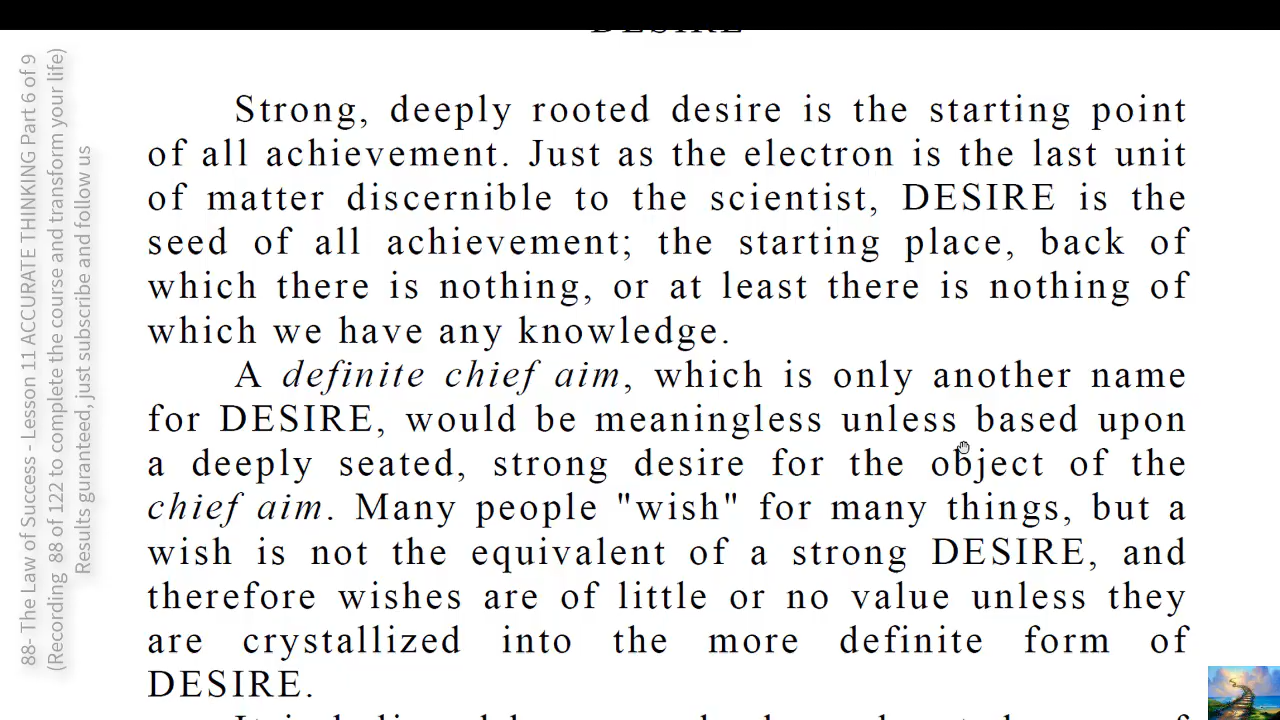 DESIRE
Strong, deeply rooted desire is the starting point
of all achievement. Just as the electron is the last unit
of matter discernible to the scientist, DESIRE is the
seed of all achievement; the starting place, back of
which there is nothing, or at least there is nothing of
which we have any knowledge.
A definite chief aim, which is only another name
for DESIRE, would be meaningless unless based upon
a deeply seated, strong desire for the object of the
chief aim. Many people "wish" for many things, but a
wish is not the equivalent of a strong DESIRE, and
therefore wishes are of little or no value unless they
are crystallized into the more definite form of
DESIRE.
88- The Law of Success - Lesson 11 ACCURATE THINKING Part 6 of 9
(Recording 88 of 122 to complete the course and transform your life)
Results guranteed, just subscribe and follow us